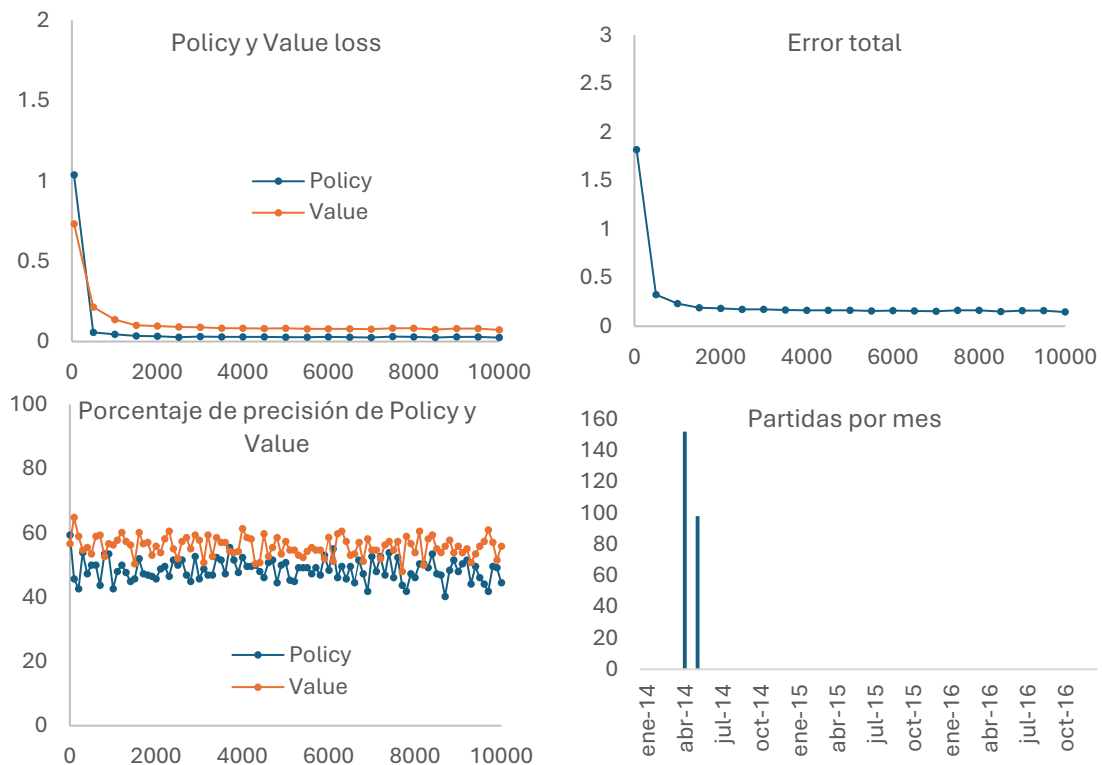 Policy y Value loss
2
1.5
1
0.5
0
Policy
Value
0 2000 4000 6000 8000 10000
Error total
3
2.5
2
1.5
1
0.5
0
0 2000 4000 6000 8000 10000
Porcentaje de precisión de Policy y
Value
100
80
60
40
20
0
Policy
Value
0 2000 4000 6000 8000 10000
Partidas por mes
160
140
120
100
80
60
40
20
0
ene-14
abr-14
jul-14
oct-14
ene-15
abr-15
jul-15
oct-15
ene-16
abr-16
jul-16
oct-16